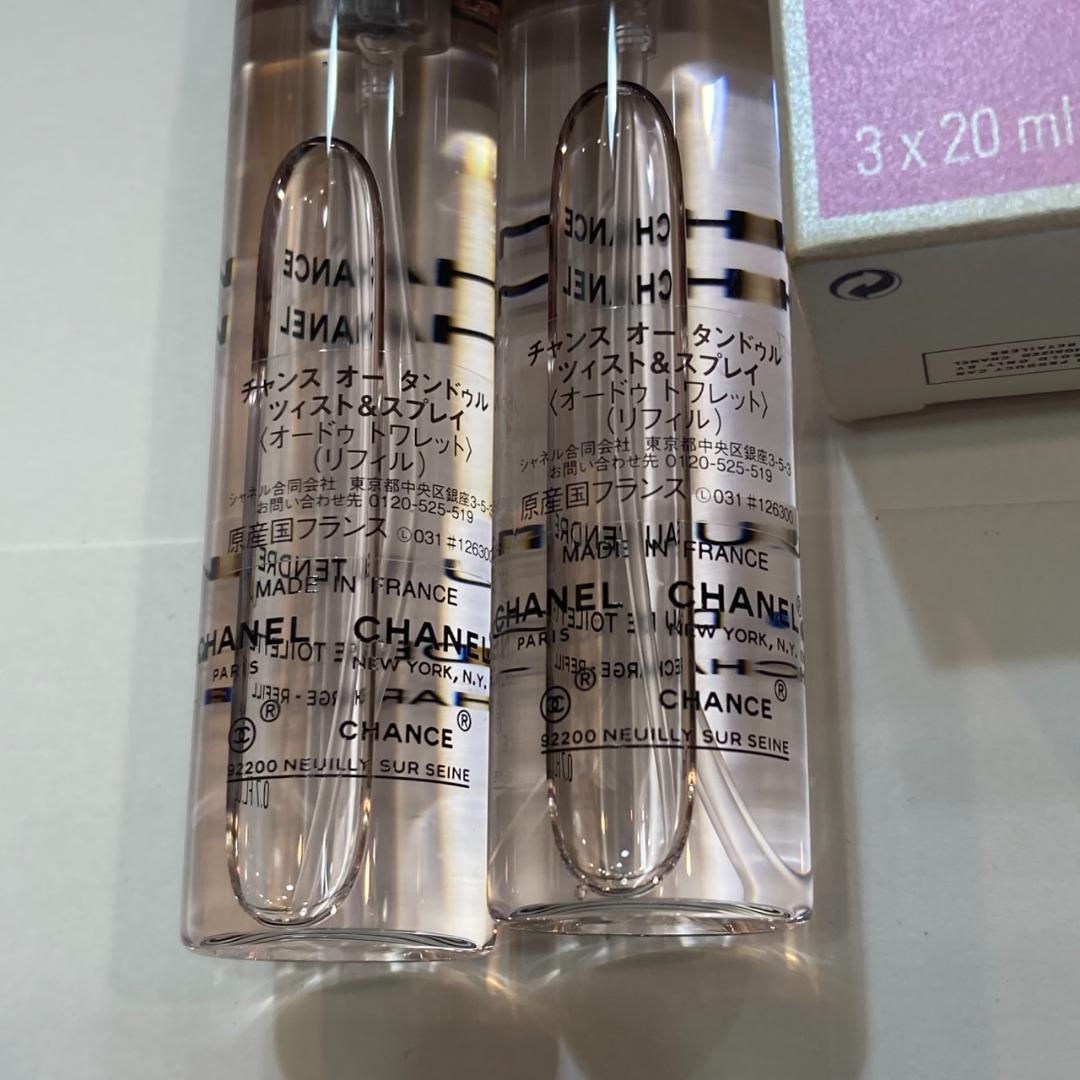 CHANCE
CHANEL
チャンス オー タンドゥル
ツィスト&スプレイ
〈オードゥ トワレット〉
(リフィル)
シャネル合同会社 東京都中央区銀座3-5-3
お問い合わせ先 0120-525-519
原産国フランス Ⓛ031 #126300
EAU TENDRE
MADE IN FRANCE
CHANEL CHANEL
PARIS NEW YORK, N.Y.
CHANCE®
92200 NEUILLY SUR SEINE
CHANCE
CHANEL
チャンス オー タンドゥル
ツィスト&スプレイ
〈オードゥ トワレット〉
(リフィル)
シャネル合同会社 東京都中央区銀座3-5-3
お問い合わせ先 0120-525-519
原産国フランス Ⓛ031 #126300
EAU TENDRE
MADE IN FRANCE
CHANEL CHANEL®
PARIS NEW YORK, N.Y.
® CHANCE®
92200 NEUILLY SUR SEINE
3 x 20 ml